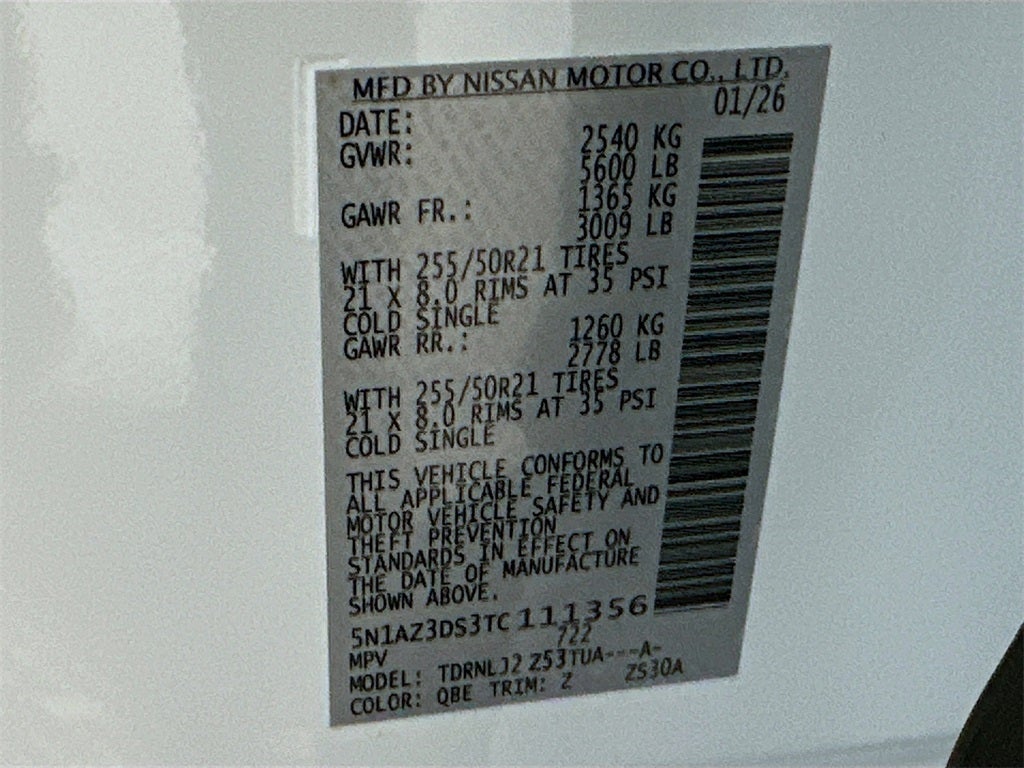 MFD BY NISSAN MOTOR CO., LTD.
DATE: 01/26
GVWR: 2540 KG
5600 LB
GAWR FR.: 1365 KG
3009 LB
WITH 255/50R21 TIRES
21 X 8.0 RIMS AT 35 PSI
COLD SINGLE
GAWR RR.: 1260 KG
2778 LB
WITH 255/50R21 TIRES
21 X 8.0 RIMS AT 35 PSI
COLD SINGLE
THIS VEHICLE CONFORMS TO
ALL APPLICABLE FEDERAL
MOTOR VEHICLE SAFETY AND
THEFT PREVENTION
STANDARDS IN EFFECT ON
THE DATE OF MANUFACTURE
SHOWN ABOVE.
5N1AZ3DS3TC111356
MPV 722
MODEL: TDRNLJ2 Z53TUA---A-
COLOR: QBE TRIM: Z ZS30A